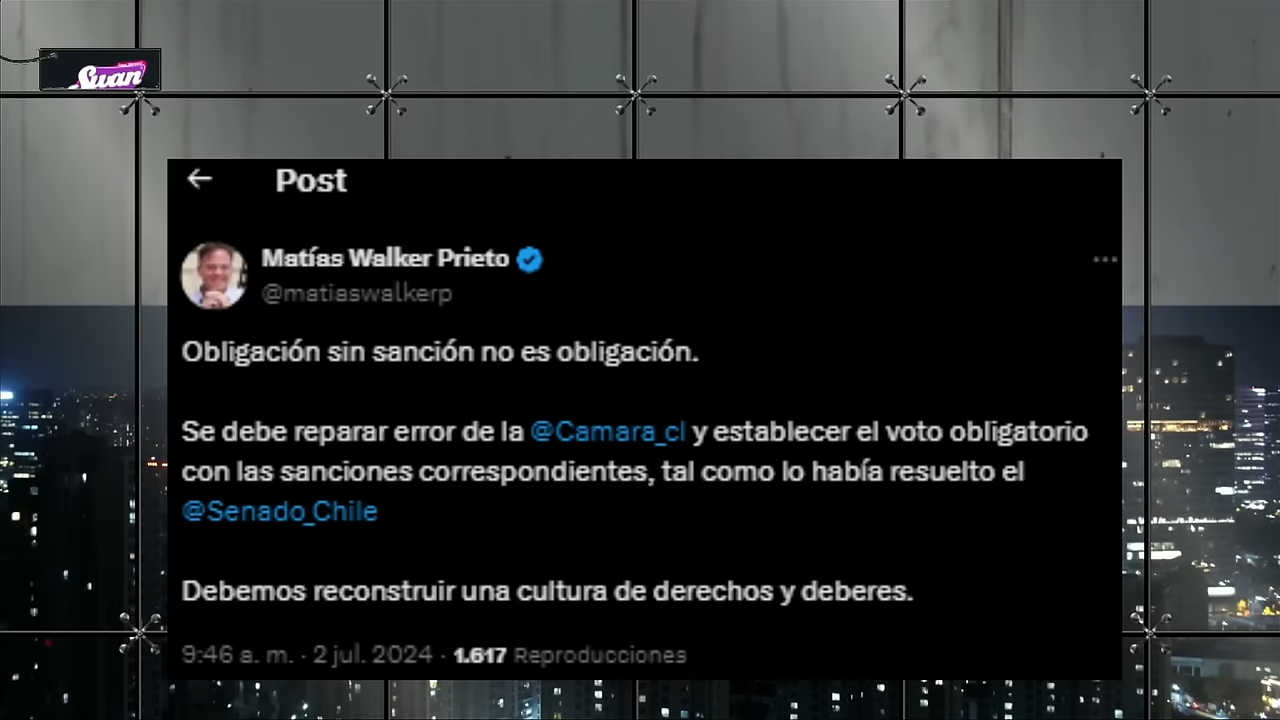 Suan
Post
Matías Walker Prieto
@matiaswalkerp
Obligación sin sanción no es obligación.
Se debe reparar error de la @Camara_cl y establecer el voto obligatorio
con las sanciones correspondientes, tal como lo había resuelto el
@Senado_Chile
Debemos reconstruir una cultura de derechos y deberes.
9:46 a. m. · 2 jul. 2024 · 1.617 Reproducciones